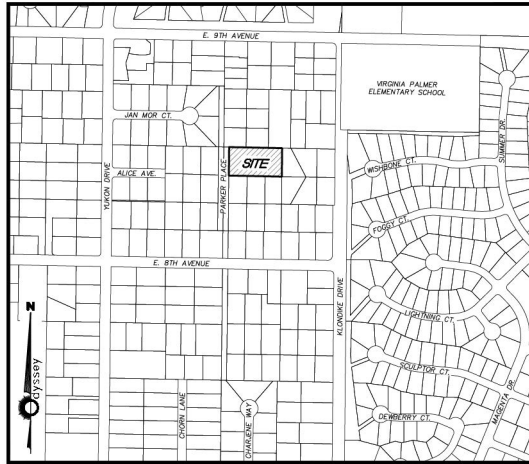 E. 9TH AVENUE
VIRGINIA PALMER
ELEMENTARY SCHOOL
SUMMER DR.
JAN MOR CT.
SITE
WISHBONE CT.
ALICE AVE.
YUKON DRIVE
PARKER PLACE
FOGGY CT.
E. 8TH AVENUE
KLONDIKE DRIVE
LIGHTNING CT.
N
Odyssey
SCULPTOR CT.
MAGENTA DR.
CHORN LANE
CHARJENE WAY
DEWBERRY CT.